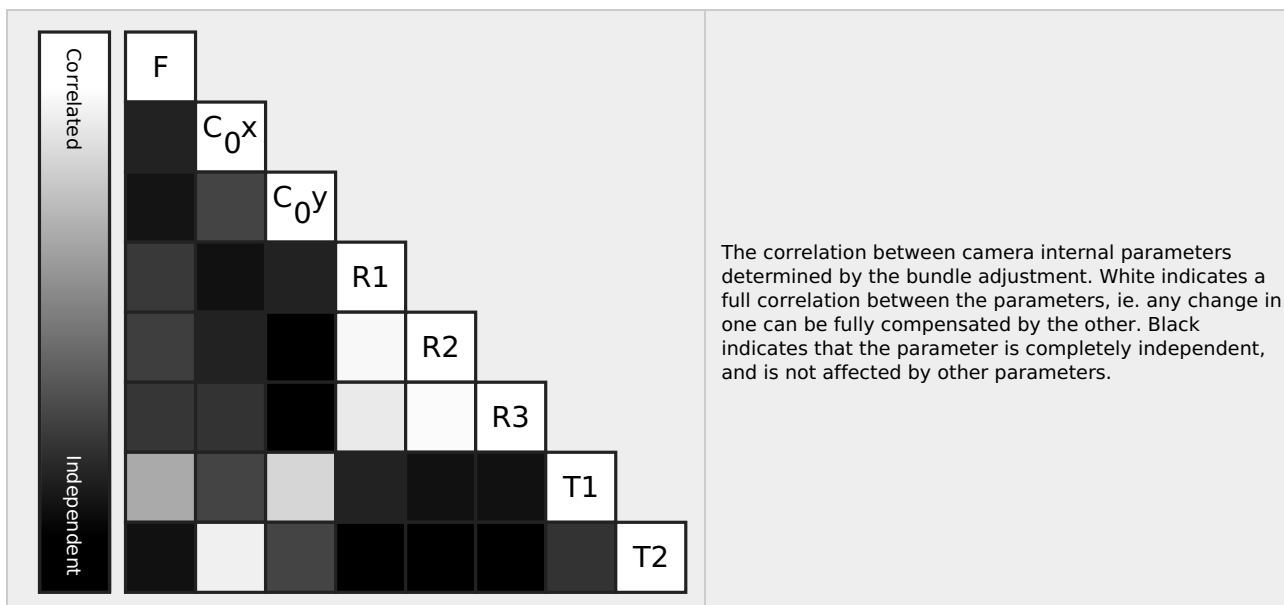 Correlated
Independent
F
C0x
C0y
R1
R2
R3
T1
T2
The correlation between camera internal parameters
determined by the bundle adjustment. White indicates a
full correlation between the parameters, ie. any change in
one can be fully compensated by the other. Black
indicates that the parameter is completely independent,
and is not affected by other parameters.